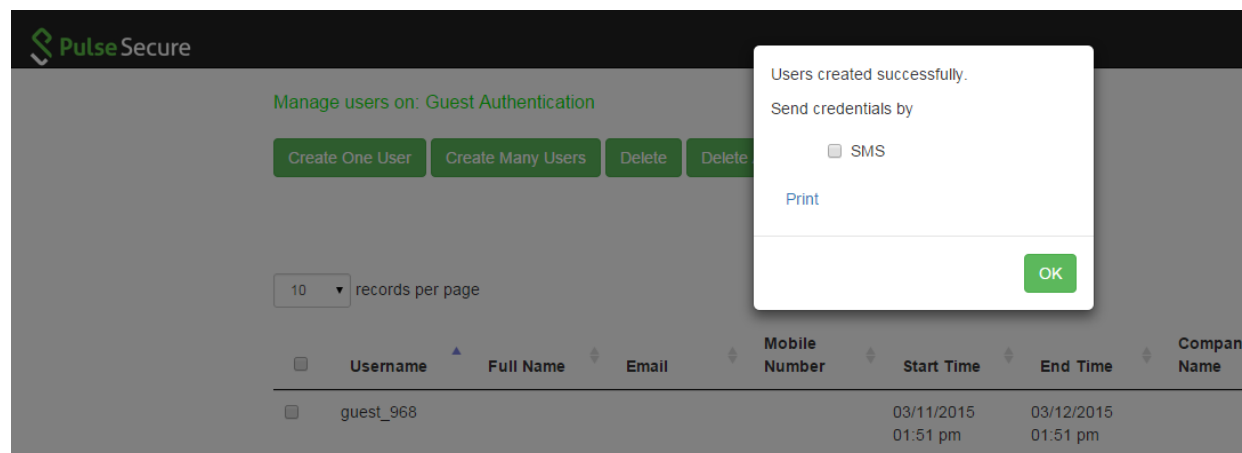 Pulse Secure
Users created successfully.
Manage users on: Guest Authentication
Send credentials by
Create One User Create Many Users Delete Delete
SMS
Print
OK
10 records per page
Username Full Name Email Mobile Number Start Time End Time Name
guest_968 03/11/2015 03/12/2015
01:51 pm 01:51 pm